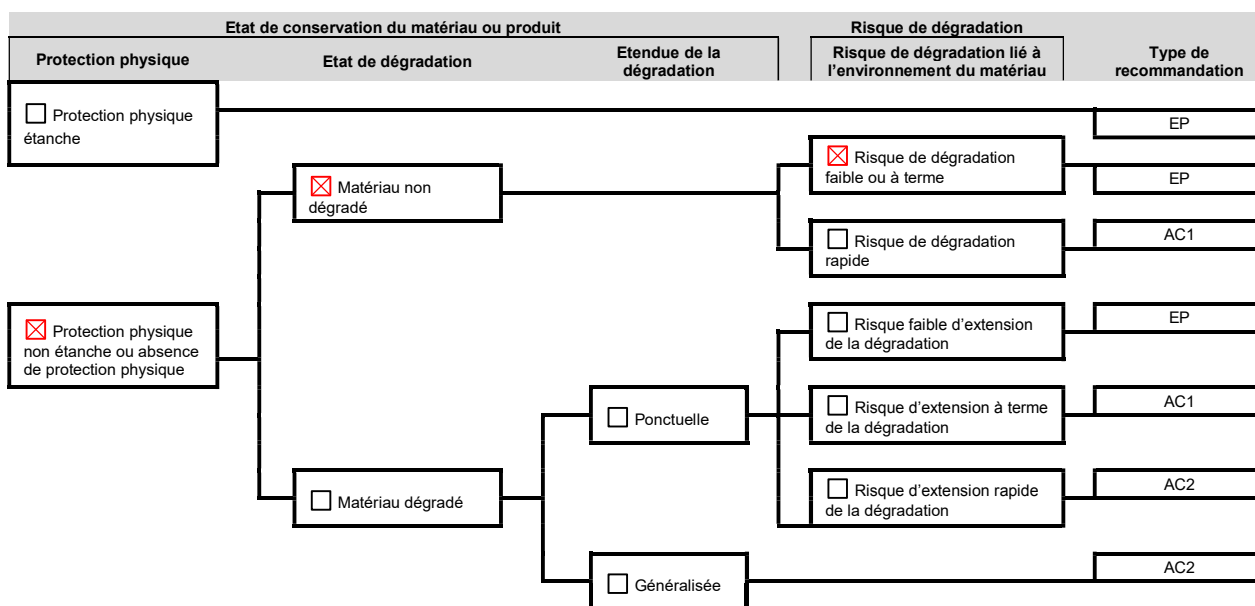 Etat de conservation du matériau ou produit
Risque de dégradation
Protection physique
Etat de dégradation
Etendue de la
dégradation
Risque de dégradation lié à
l'environnement du matériau
Type de
recommandation
Protection physique
étanche
EP
Matériau non
dégradé
Risque de dégradation
faible ou à terme
EP
Risque de dégradation
rapide
AC1
Protection physique
non étanche ou absence
de protection physique
Risque faible d'extension
de la dégradation
EP
Ponctuelle
Risque d'extension à terme
de la dégradation
AC1
Matériau dégradé
Risque d'extension rapide
de la dégradation
AC2
Généralisée
AC2